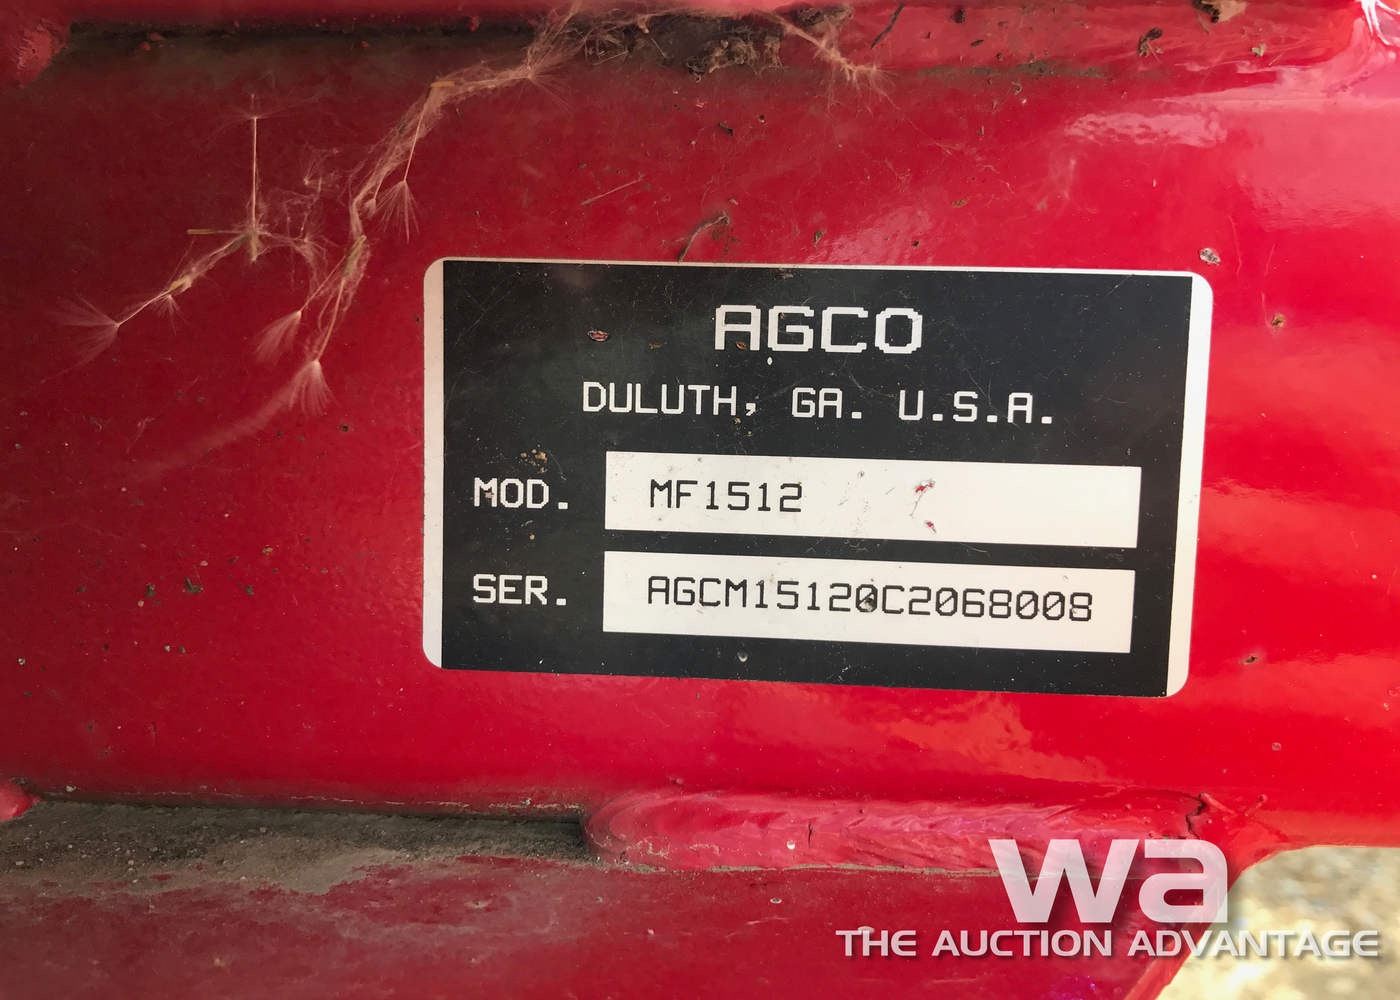 AGCO
DULUTH, GA. U.S.A.
MOD. MF1512
SER. AGCM15120C2068008
wa
THE AUCTION ADVANTAGE